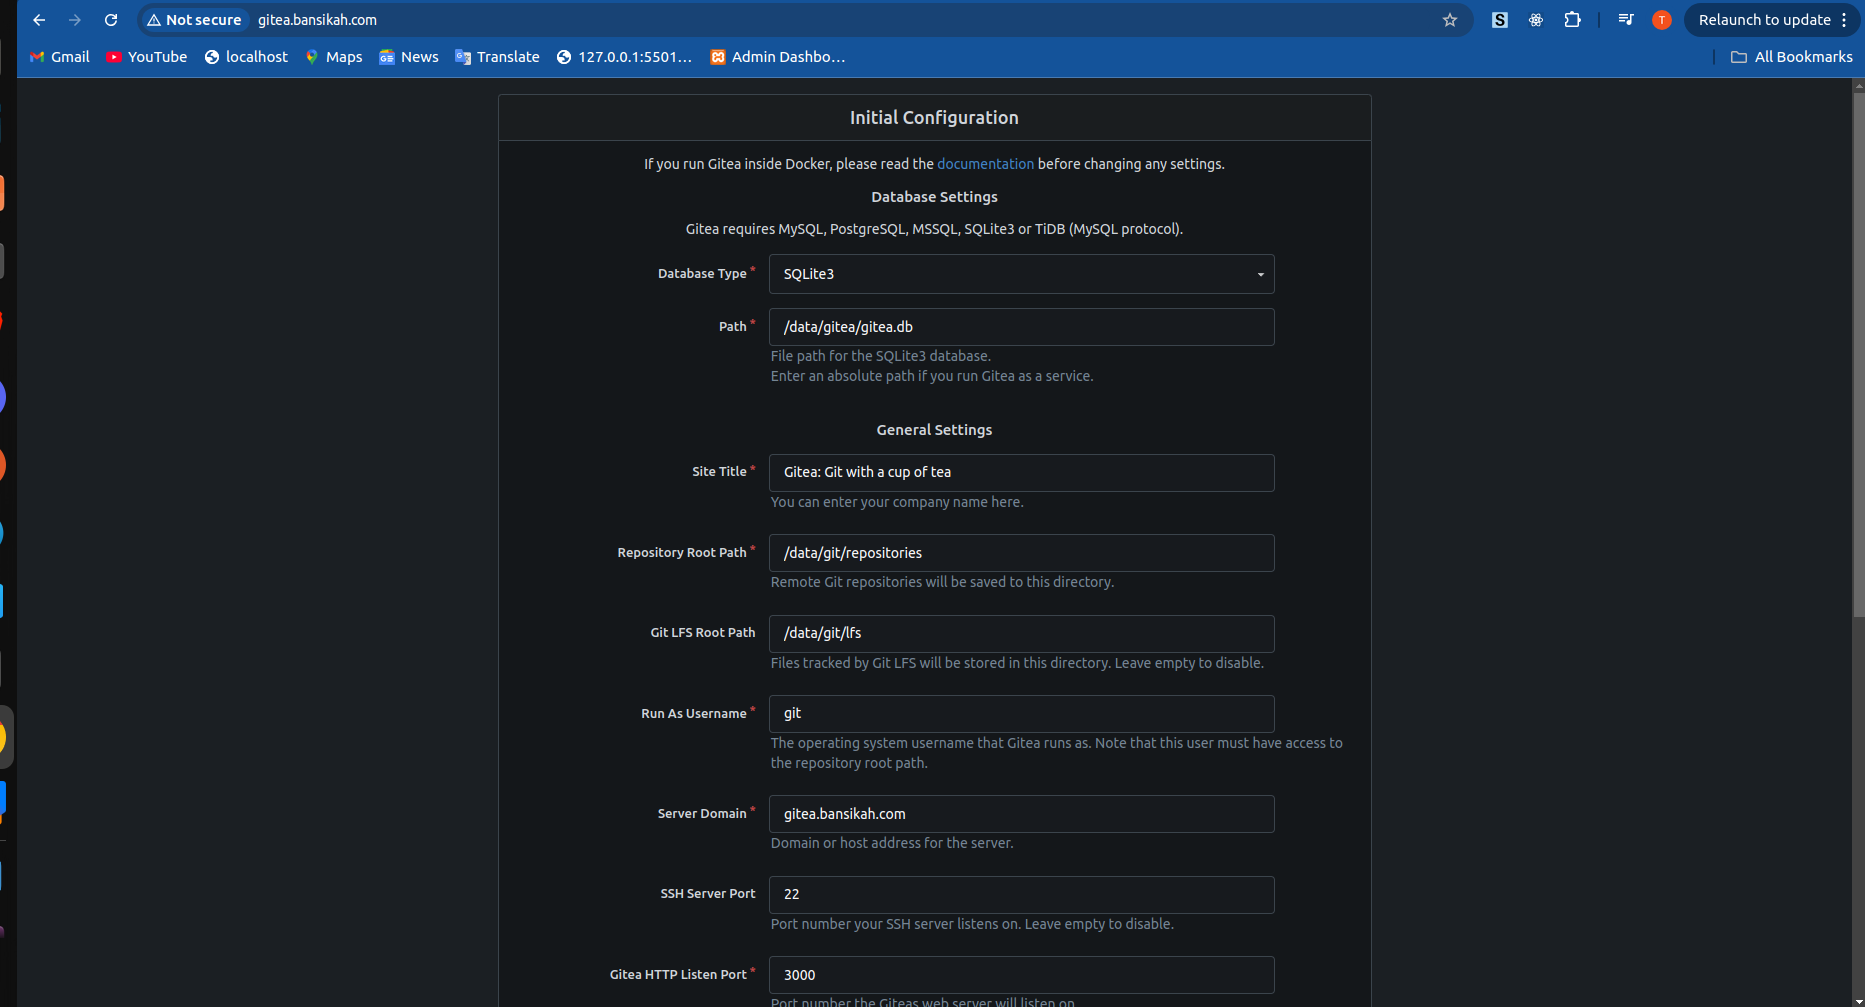 Not secure gitea.bansikah.com S T Relaunch to update
Gmail YouTube localhost Maps News Translate 127.0.0.1:5501... Admin Dashbo... All Bookmarks
Initial Configuration
If you run Gitea inside Docker, please read the documentation before changing any settings.
Database Settings
Gitea requires MySQL, PostgreSQL, MSSQL, SQLite3 or TiDB (MySQL protocol).
Database Type * SQLite3
Path * /data/gitea/gitea.db
File path for the SQLite3 database.
Enter an absolute path if you run Gitea as a service.
General Settings
Site Title * Gitea: Git with a cup of tea
You can enter your company name here.
Repository Root Path * /data/git/repositories
Remote Git repositories will be saved to this directory.
Git LFS Root Path /data/git/lfs
Files tracked by Git LFS will be stored in this directory. Leave empty to disable.
Run As Username * git
The operating system username that Gitea runs as. Note that this user must have access to
the repository root path.
Server Domain * gitea.bansikah.com
Domain or host address for the server.
SSH Server Port 22
Port number your SSH server listens on. Leave empty to disable.
Gitea HTTP Listen Port * 3000
Port number the Giteas web server will listen on.